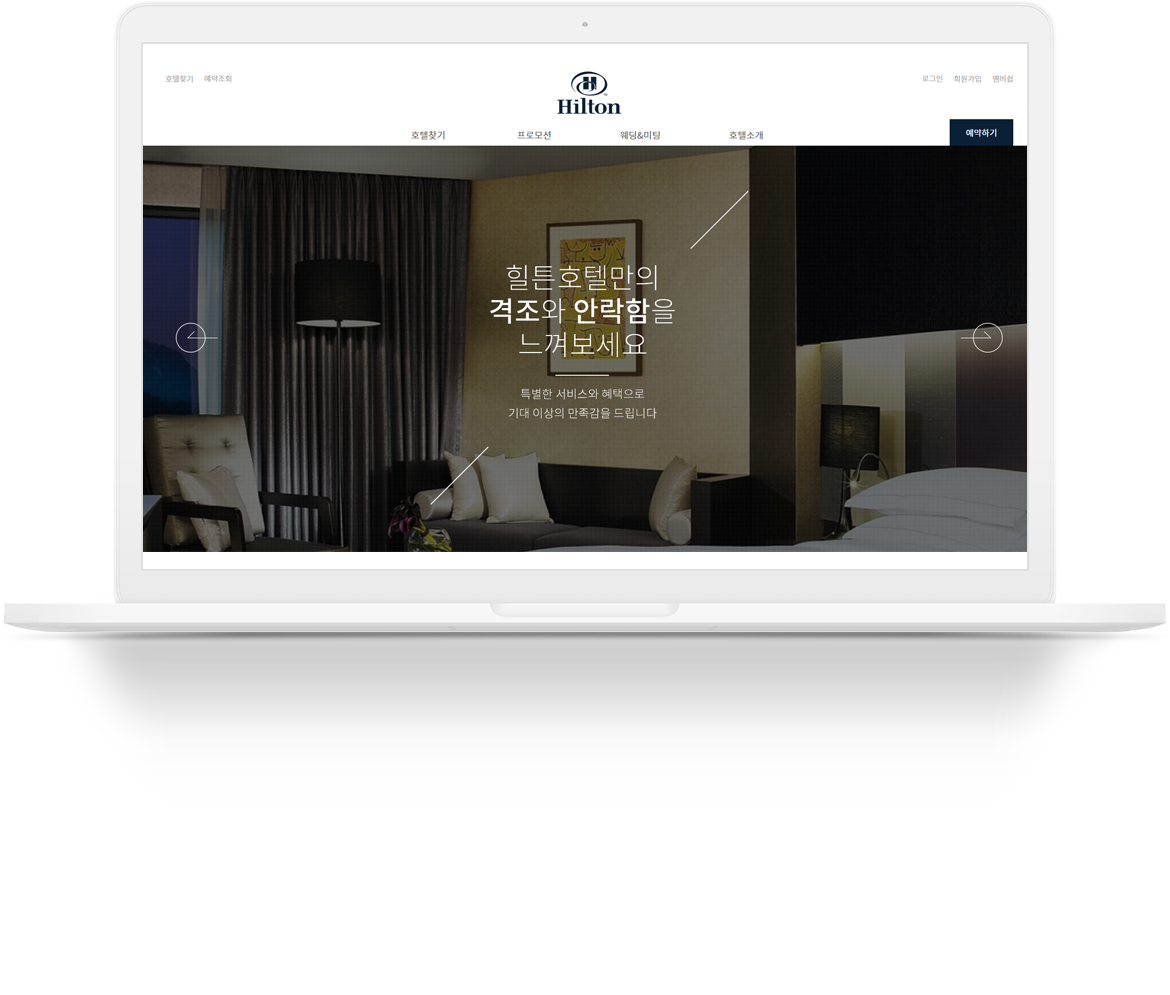 호텔찾기 예약조회
로그인 회원가입 멤버쉽
Hilton
호텔찾기 프로모션 웨딩&미팅 호텔소개
예약하기
힐튼호텔만의
격조와 안락함을
느껴보세요
특별한 서비스와 혜택으로
기대 이상의 만족감을 드립니다